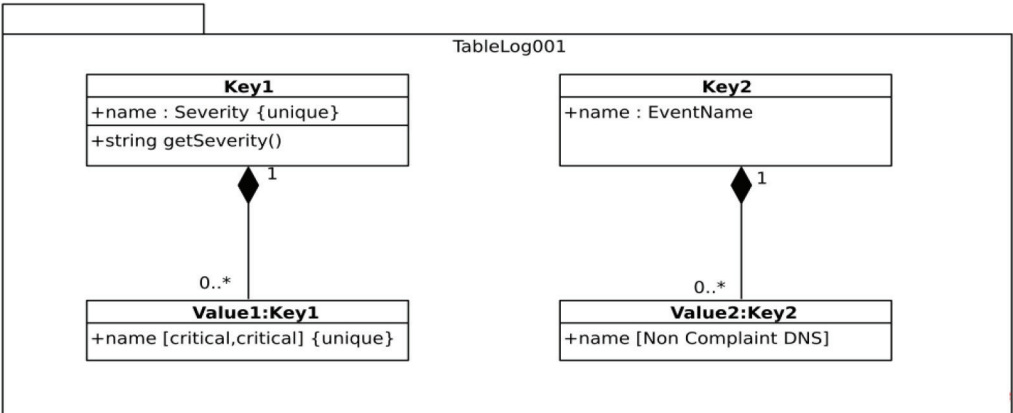 TableLog001
Key1
+name : Severity {unique}
+string getSeverity()
1
0..*
Value1:Key1
+name [critical,critical] {unique}
Key2
+name : EventName
1
0..*
Value2:Key2
+name [Non Complaint DNS]